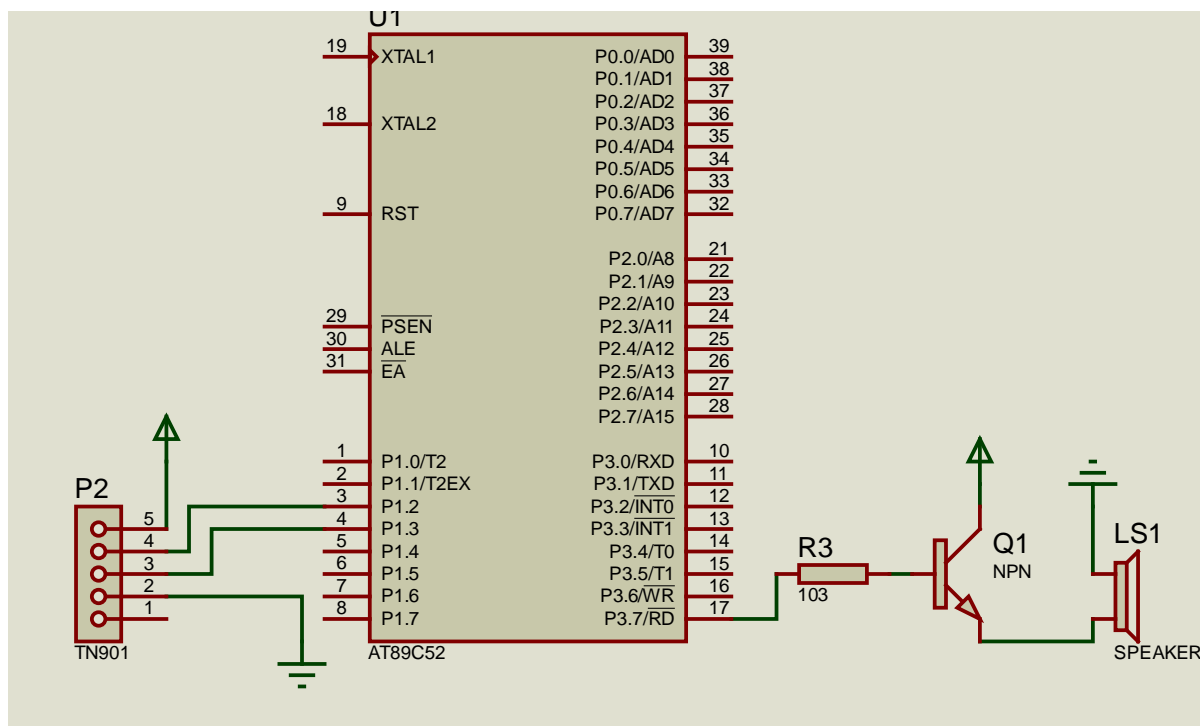 U1
19 XTAL1 P0.0/AD0 39
P0.1/AD1 38
P0.2/AD2 37
18 XTAL2 P0.3/AD3 36
P0.4/AD4 35
P0.5/AD5 34
P0.6/AD6 33
9 RST P0.7/AD7 32
P2.0/A8 21
P2.1/A9 22
P2.2/A10 23
29 PSEN P2.3/A11 24
30 ALE P2.4/A12 25
31 EA P2.5/A13 26
P2.6/A14 27
P2.7/A15 28
1 P1.0/T2 P3.0/RXD 10
2 P1.1/T2EX P3.1/TXD 11
3 P1.2 P3.2/INT0 12
4 P1.3 P3.3/INT1 13
5 P1.4 P3.4/T0 14
6 P1.5 P3.5/T1 15
7 P1.6 P3.6/WR 16
8 P1.7 P3.7/RD 17
AT89C52
P2
5
4
3
2
1
TN901
R3
103
Q1
NPN
LS1
SPEAKER